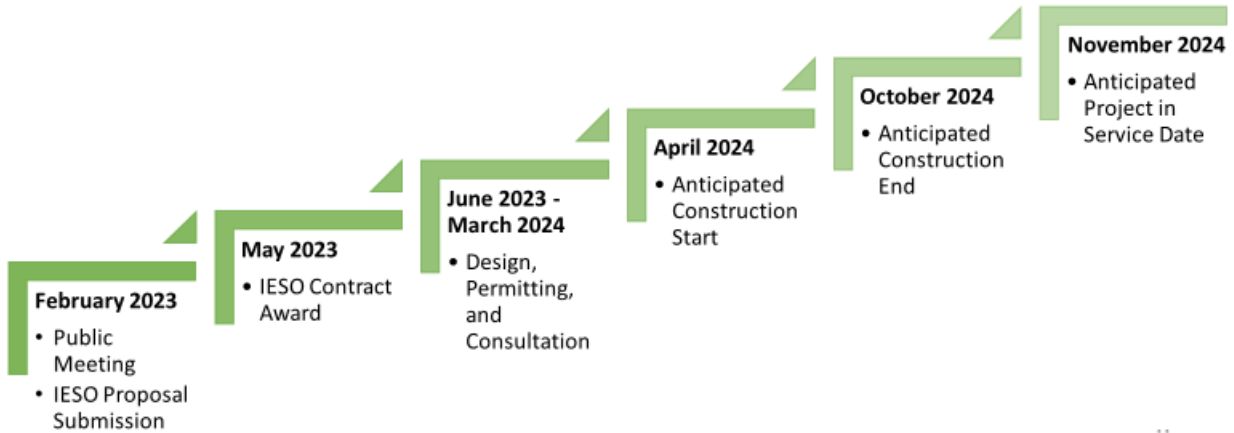 February 2023
• Public
Meeting
• IESO Proposal
Submission
May 2023
• IESO Contract
Award
June 2023 -
March 2024
• Design,
Permitting,
and
Consultation
April 2024
• Anticipated
Construction
Start
October 2024
• Anticipated
Construction
End
November 2024
• Anticipated
Project in
Service Date